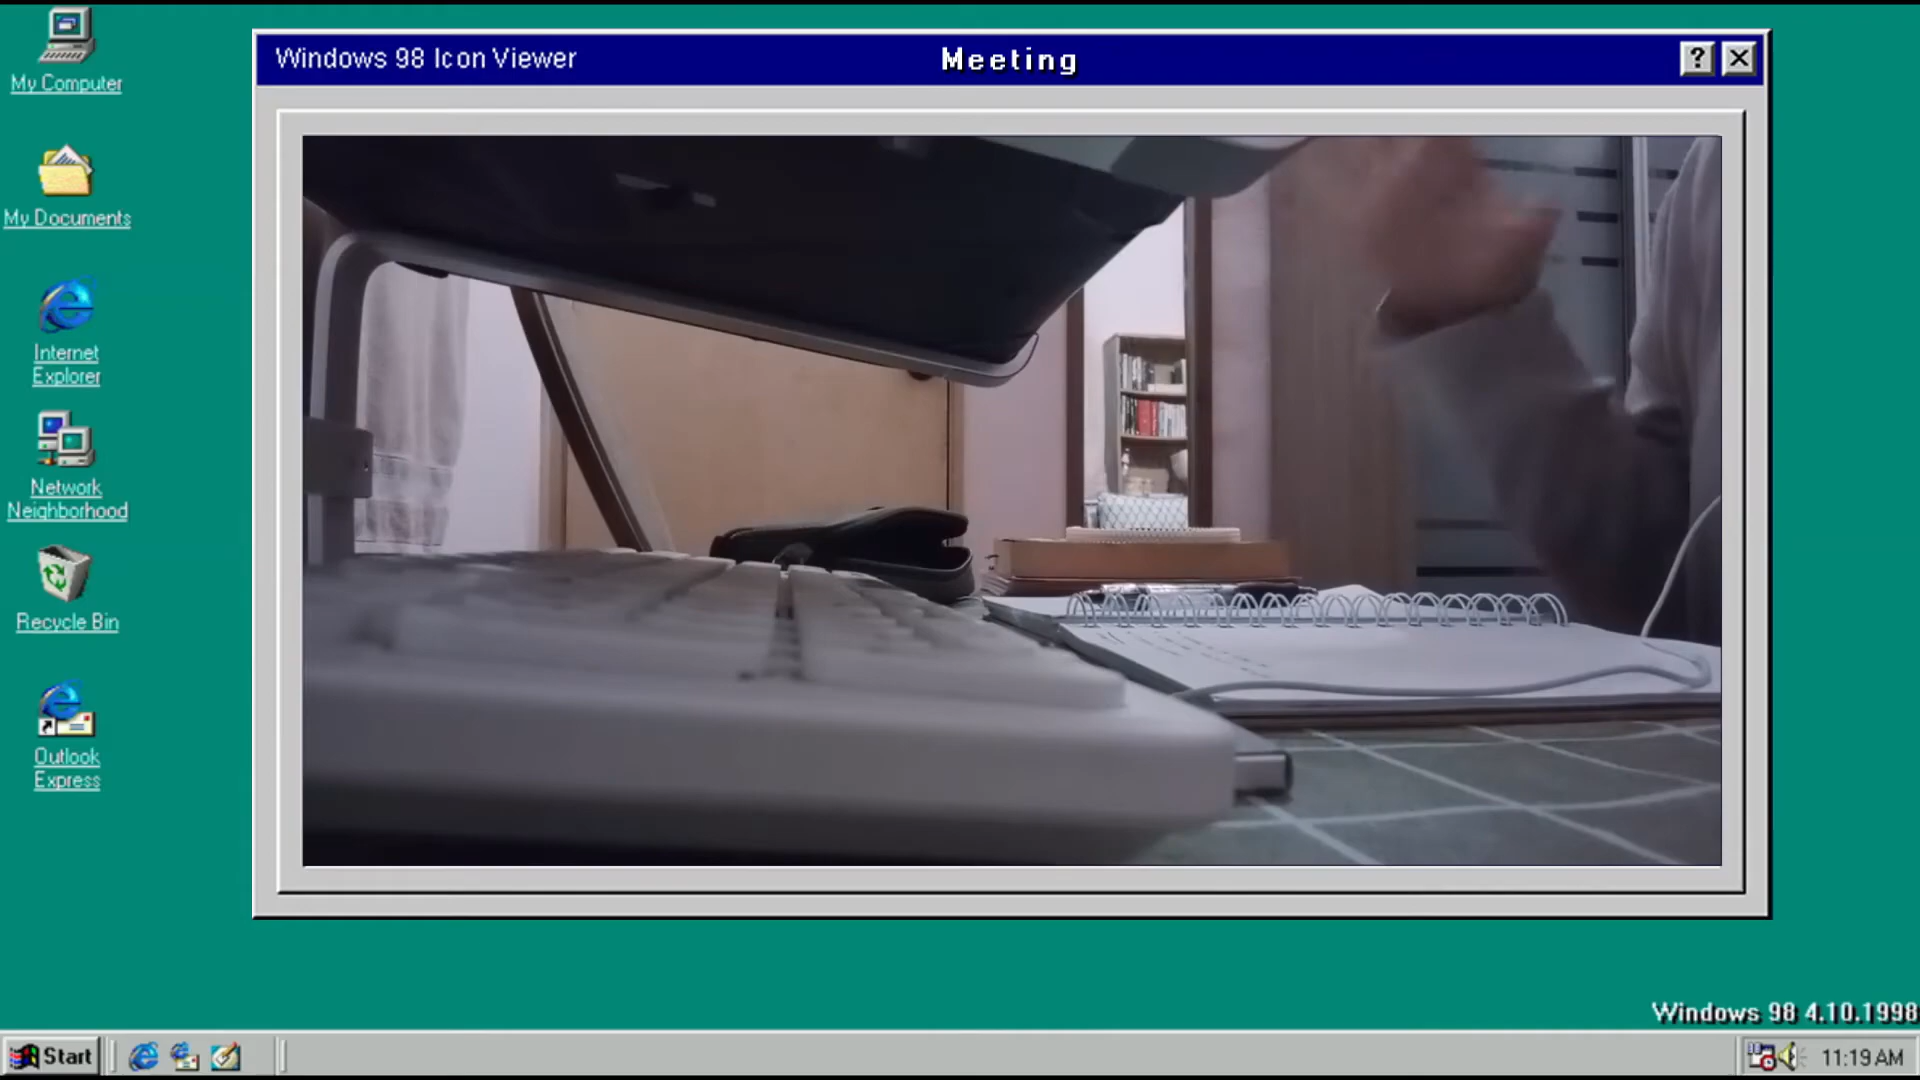 My Computer
My Documents
Internet
Explorer
Network
Neighborhood
Recycle Bin
Outlook
Express
Windows 98 Icon Viewer
Meeting
?
Windows 98 4.10.1998
Start
11:19 AM